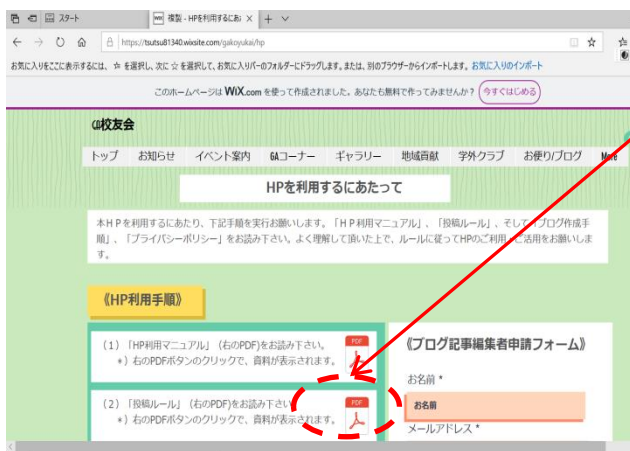 スタート
複製 - HPを利用するにあ
https://tsutsu81340.wixsite.com/gakoyukai/hp
お気に入りをここに表示するには、☆ を選択し、次に ☆ を選択して、お気に入りバーのフォルダーにドラッグします。または、別のブラウザーからインポートします。 お気に入りのインポート
このホームページは WiX.com を使って作成されました。あなたも無料で作ってみませんか? 今すぐはじめる
校友会
トップ お知らせ イベント案内 GAコーナー ギャラリー 地域貢献 学外クラブ お便り/ブログ More
HPを利用するにあたって
本HPを利用するにあたり、下記手順を実行お願いします。「HP利用マニュアル」、「投稿ルール」、そして「ブログ作成手
順」、「プライバシーポリシー」をお読み下さい。よく理解して頂いた上で、ルールに従ってHPのご利用、ご活用をお願いしま
す。
《HP利用手順》
(1) 「HP利用マニュアル」 (右のPDF)をお読み下さい。
*) 右のPDFボタンのクリックで、資料が表示されます。
PDF
(2) 「投稿ルール」 (右のPDF)をお読み下さい
*) 右のPDFボタンのクリックで、資料が表示されます。
PDF
《ブログ記事編集者申請フォーム》
お名前 *
お名前
メールアドレス *